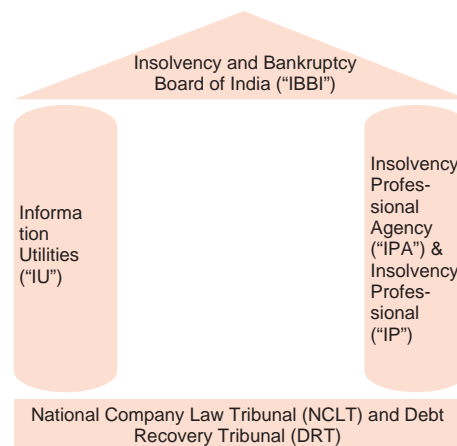 Insolvency and Bankruptcy
Board of India (“IBBI”)
Informa
tion
Utilities
(“IU”)
Insolvency
Profes-
sional
Agency
(“IPA”) &
Insolvency
Profes-
sional
(“IP”)
National Company Law Tribunal (NCLT) and Debt
Recovery Tribunal (DRT)